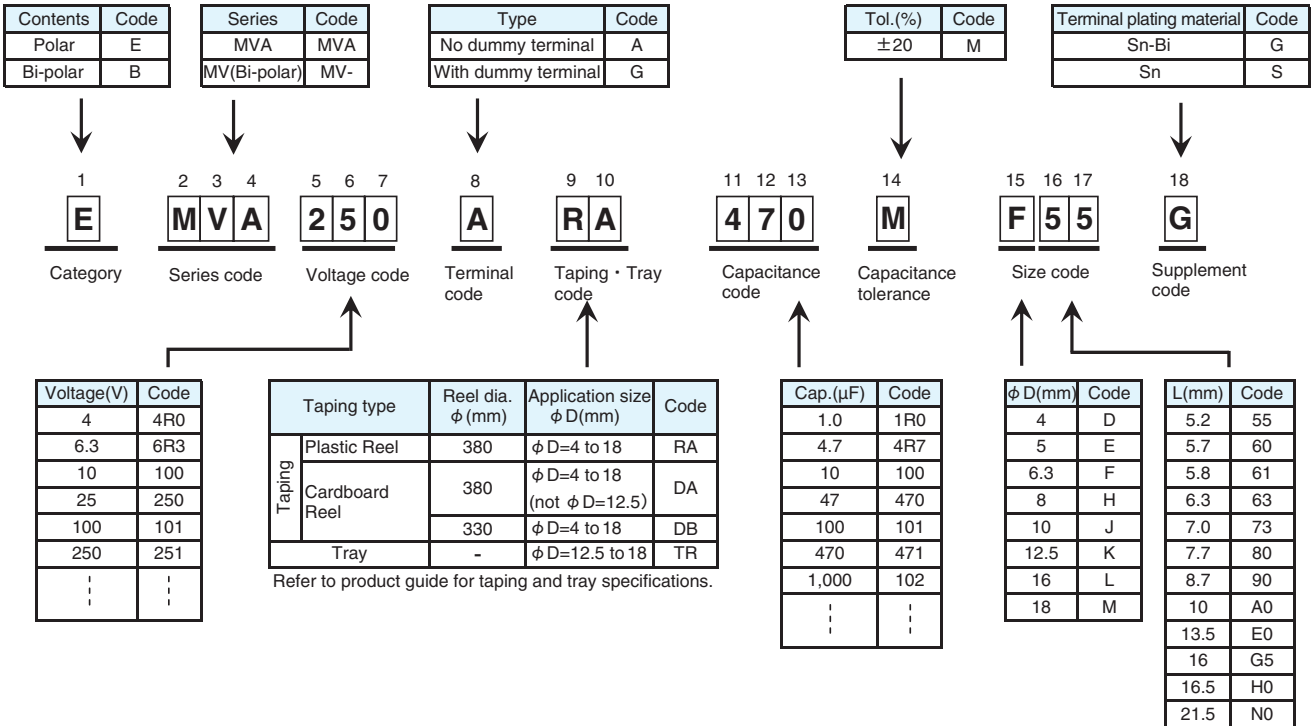 Contents Code
Polar E
Bi-polar B
Series Code
MVA MVA
MV(Bi-polar) MV-
Type Code
No dummy terminal A
With dummy terminal G
Tol.(%) Code
±20 M
Terminal plating material Code
Sn-Bi G
Sn S
1 2 3 4 5 6 7 8 9 10 11 12 13 14 15 16 17 18
E M V A 2 5 0 A R A 4 7 0 M F 5 5 G
Category
Series code
Voltage code
Terminal
code
Taping・Tray
code
Capacitance
code
Capacitance
tolerance
Size code
Supplement
code
Voltage(V) Code
4 4R0
6.3 6R3
10 100
25 250
100 101
250 251
Taping type
Reel dia.
φ(mm)
Application size
φD(mm)
Code
Taping
Plastic Reel 380 φD=4 to 18 RA
Cardboard
Reel
380
φD=4 to 18
(not φD=12.5)
DA
330 φD=4 to 18 DB
Tray - φD=12.5 to 18 TR
Refer to product guide for taping and tray specifications.
Cap.(μF) Code
1.0 1R0
4.7 4R7
10 100
47 470
100 101
470 471
1,000 102
φD(mm) Code
4 D
5 E
6.3 F
8 H
10 J
12.5 K
16 L
18 M
L(mm) Code
5.2 55
5.7 60
5.8 61
6.3 63
7.0 73
7.7 80
8.7 90
10 A0
13.5 E0
16 G5
16.5 H0
21.5 N0